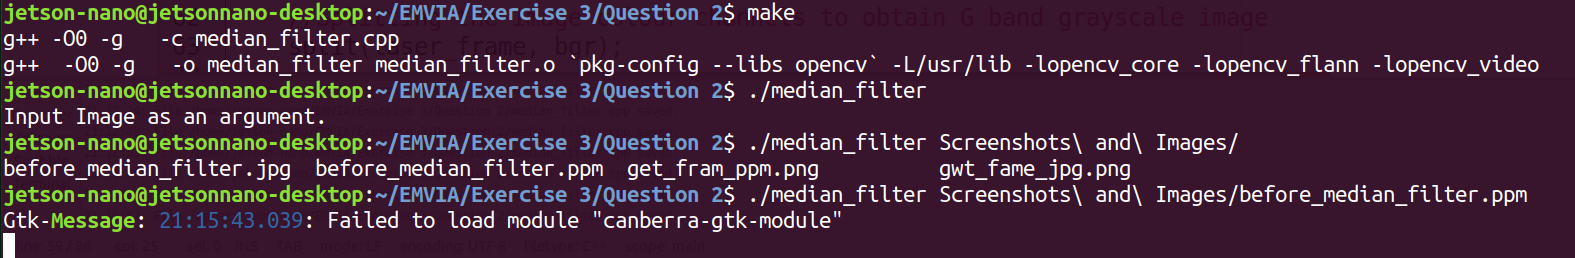 jetson-nano@jetsonnano-desktop:~/EMVIA/Exercise 3/Question 2$ make
g++ -O0 -g   -c median_filter.cpp
g++  -O0 -g   -o median_filter median_filter.o `pkg-config --libs opencv` -L/usr/lib -lopencv_core -lopencv_flann -lopencv_video
jetson-nano@jetsonnano-desktop:~/EMVIA/Exercise 3/Question 2$ ./median_filter
Input Image as an argument.
jetson-nano@jetsonnano-desktop:~/EMVIA/Exercise 3/Question 2$ ./median_filter Screenshots\ and\ Images/
before_median_filter.jpg  before_median_filter.ppm  get_fram_ppm.png          gwt_fame_jpg.png
jetson-nano@jetsonnano-desktop:~/EMVIA/Exercise 3/Question 2$ ./median_filter Screenshots\ and\ Images/before_median_filter.ppm
Gtk-Message: 21:15:43.039: Failed to load module "canberra-gtk-module"